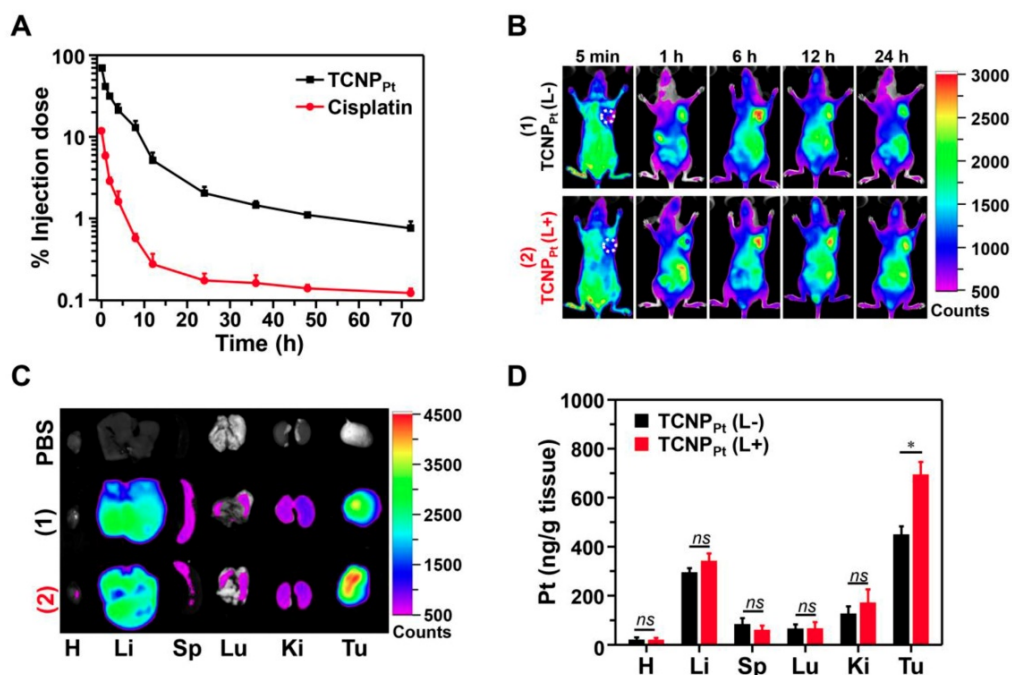 A
100
10
1
0.1
% Injection dose
TCNPPt
Cisplatin
0 10 20 30 40 50 60 70
Time (h)
B
5 min 1 h 6 h 12 h 24 h
(1)
TCNPPt (L-)
(2)
TCNPPt (L+)
3000
2500
2000
1500
1000
500
Counts
C
PBS
(1)
(2)
H Li Sp Lu Ki Tu
4500
3500
2500
1500
500
Counts
D
1000
800
600
400
200
0
Pt (ng/g tissue)
TCNPPt (L-)
TCNPPt (L+)
ns ns ns ns ns *
H Li Sp Lu Ki Tu